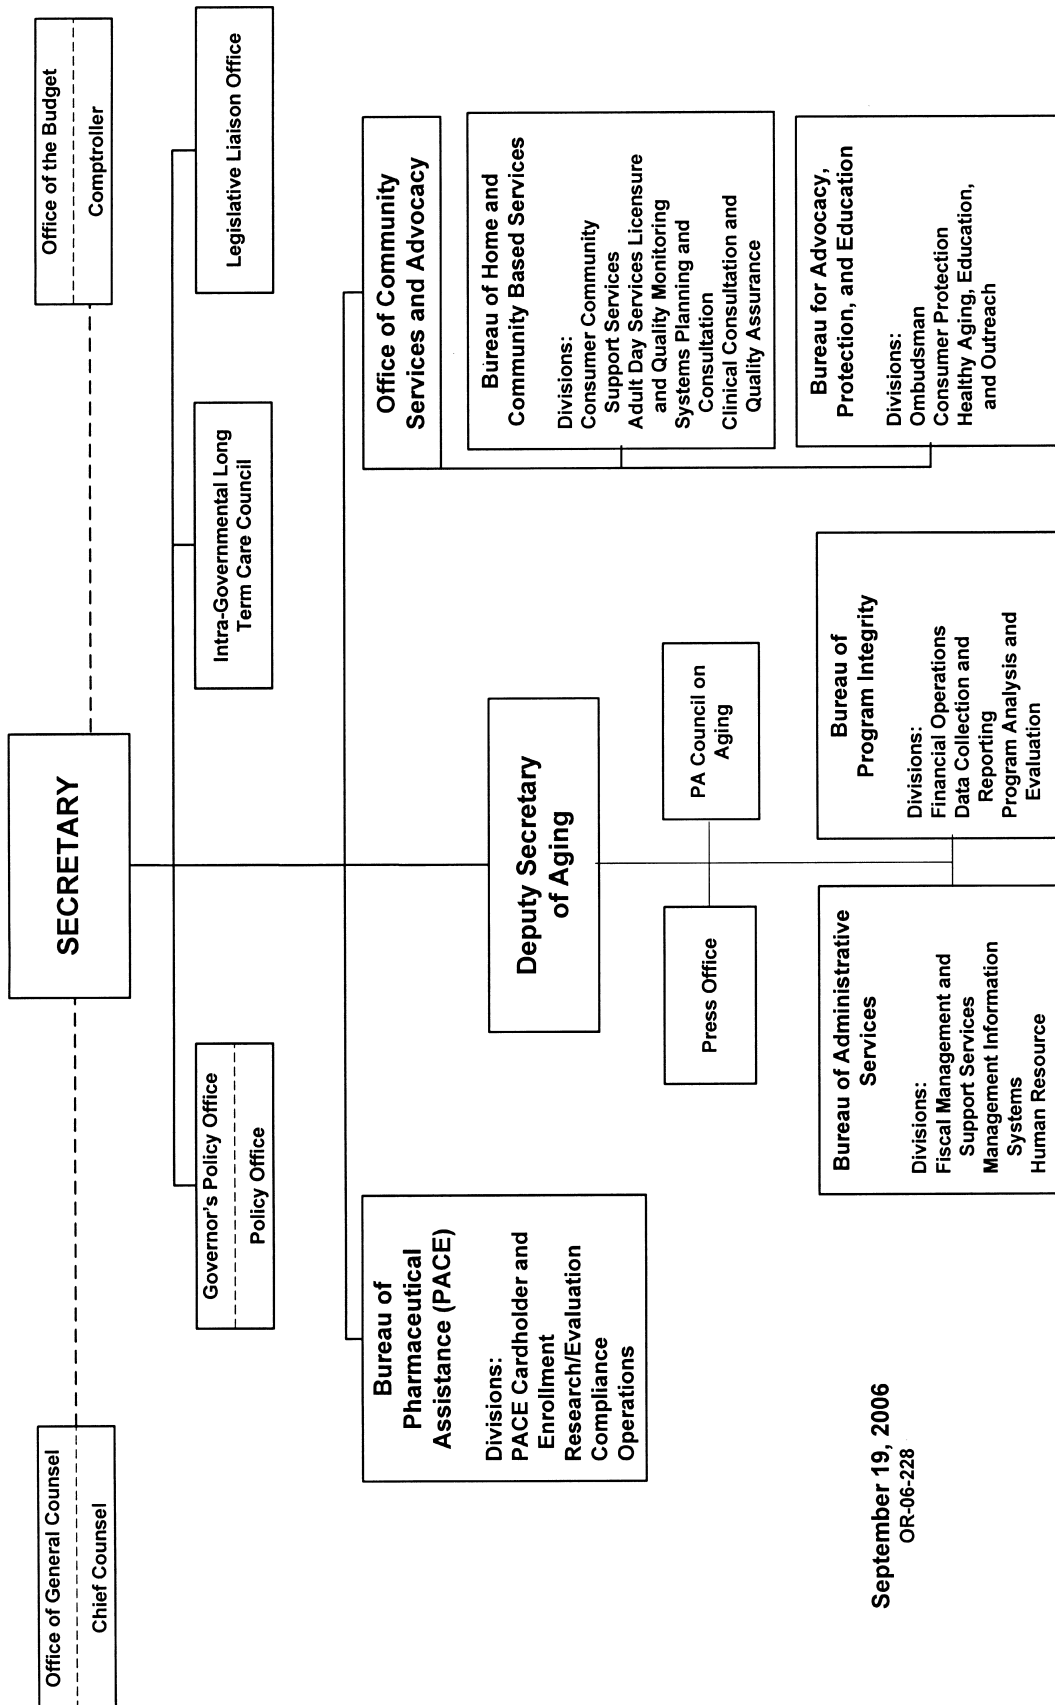 SECRETARY
Office of General Counsel
Chief Counsel
Office of the Budget
Comptroller
Governor's Policy Office
Policy Office
Intra-Governmental Long
Term Care Council
Legislative Liaison Office
Bureau of
Pharmaceutical
Assistance (PACE)
Divisions:
PACE Cardholder and
Enrollment
Research/Evaluation
Compliance
Operations
Office of Community
Services and Advocacy
Bureau of Home and
Community Based Services
Divisions:
Consumer Community
Support Services
Adult Day Services Licensure
and Quality Monitoring
Systems Planning and
Consultation
Clinical Consultation and
Quality Assurance
Deputy Secretary
of Aging
Press Office
PA Council on
Aging
Bureau for Advocacy,
Protection, and Education
Divisions:
Ombudsman
Consumer Protection
Healthy Aging, Education,
and Outreach
Bureau of Administrative
Services
Divisions:
Fiscal Management and
Support Services
Management Information
Systems
Human Resource
Bureau of
Program Integrity
Divisions:
Financial Operations
Data Collection and
Reporting
Program Analysis and
Evaluation
September 19, 2006
OR-06-228